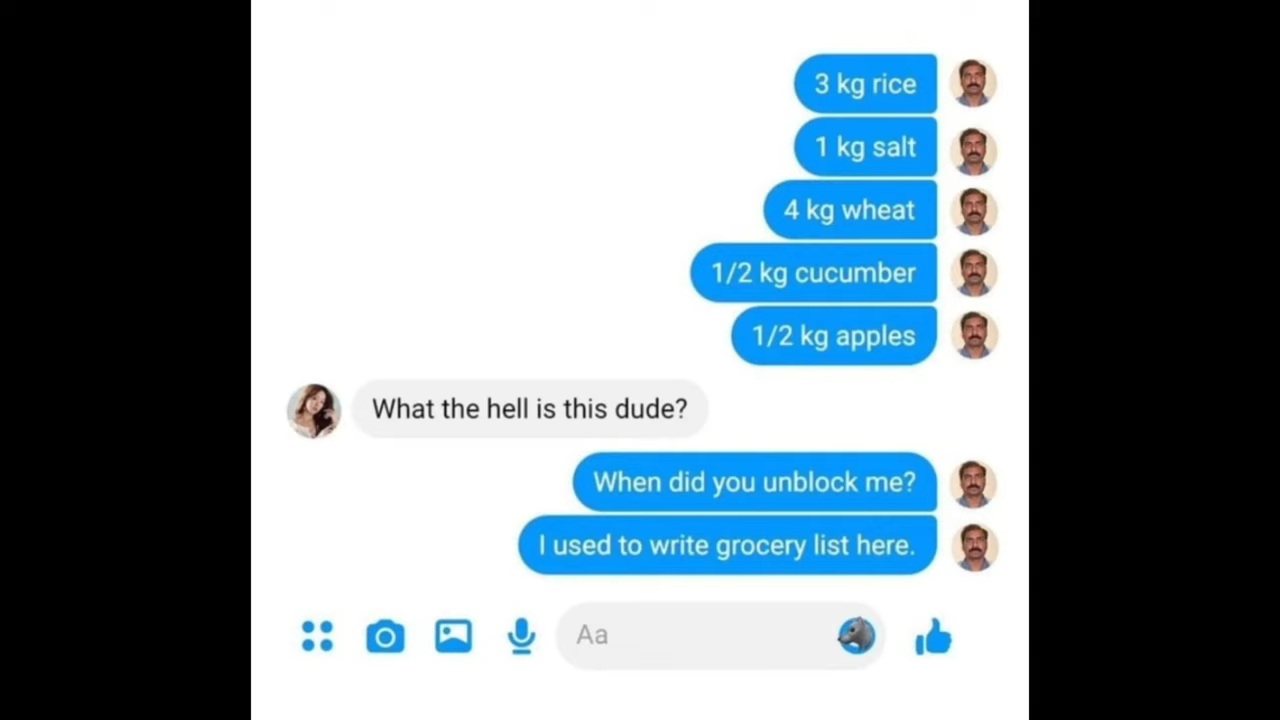 3 kg rice
1 kg salt
4 kg wheat
1/2 kg cucumber
1/2 kg apples
What the hell is this dude?
When did you unblock me?
I used to write grocery list here.
Aa